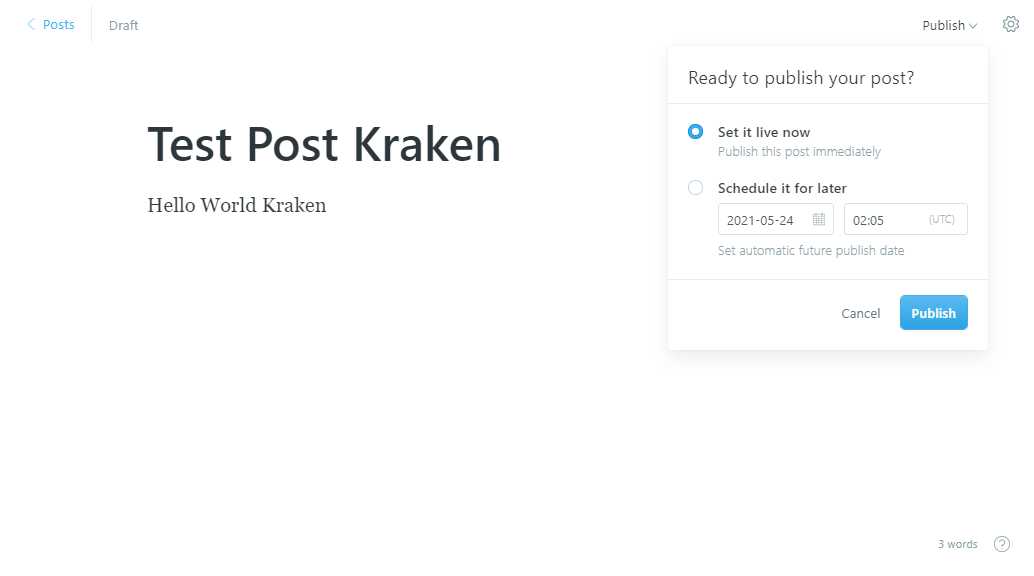 Posts
Draft
Publish
Ready to publish your post?
Test Post Kraken
Hello World Kraken
Set it live now
Publish this post immediately
Schedule it for later
2021-05-24
02:05 (UTC)
Set automatic future publish date
Cancel
Publish
3 words
?